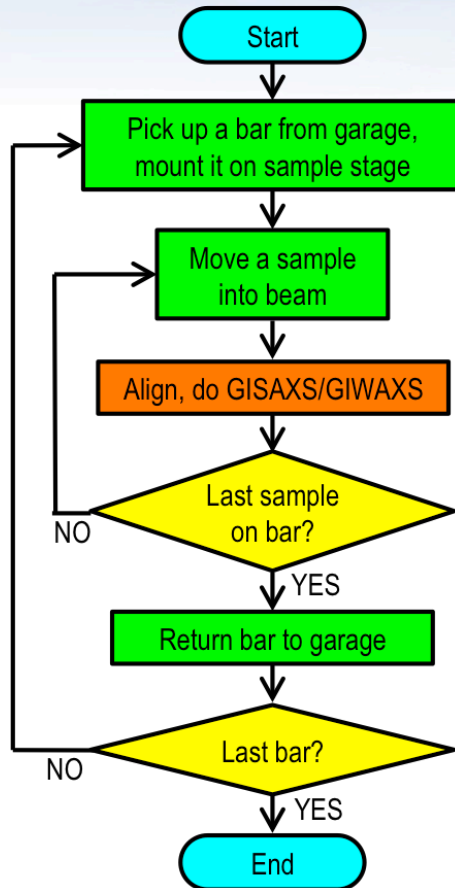 Start
Pick up a bar from garage,
mount it on sample stage
Move a sample
into beam
Align, do GISAXS/GIWAXS
Last sample
on bar?
NO
YES
Return bar to garage
Last bar?
NO
YES
End